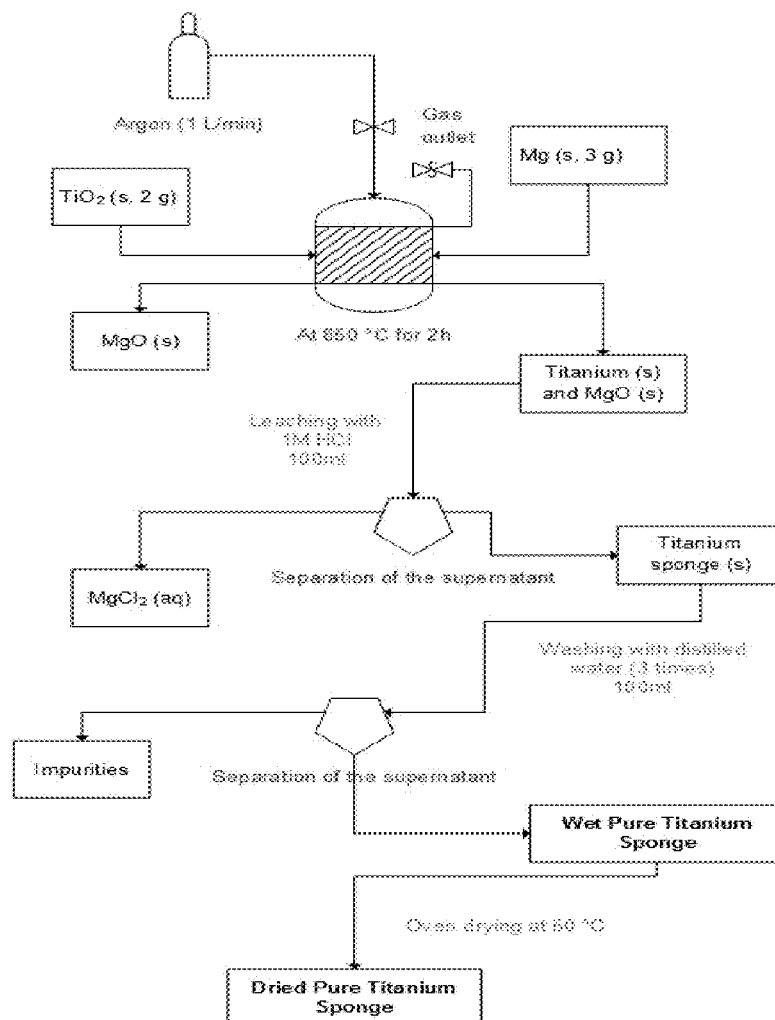 Argon (1 L/min)
Gas
outlet
Mg (s, 3 g)
TiO₂ (s, 2 g)
MgO (s)
At 850 °C for 2h
Titanium (s)
and MgO (s)
Leaching with
1M HCl
100ml
Titanium
sponge (s)
Separation of the supernatant
MgCl₂ (aq)
Washing with distilled
water (3 times)
100ml
Impurities
Separation of the supernatant
Wet Pure Titanium
Sponge
Oven drying at °C
Dried Pure Titanium
Sponge